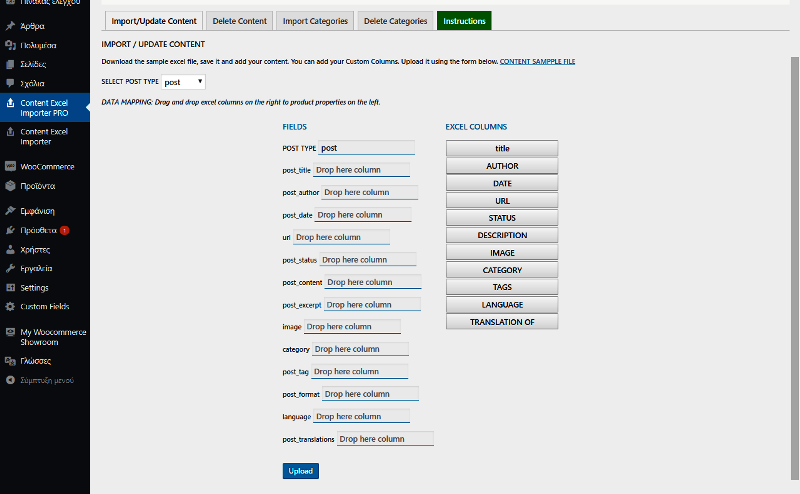 Πίνακας ελέγχου
Άρθρα
Πολυμέσα
Σελίδες
Σχόλια
Content Excel
Importer PRO
Content Excel
Importer
WooCommerce
Προϊόντα
Εμφάνιση
Πρόσθετα 1
Χρήστες
Εργαλεία
Settings
Custom Fields
My Woocommerce
Showroom
Γλώσσες
Σύμπτυξη μενού
Import/Update Content Delete Content Import Categories Delete Categories Instructions
IMPORT / UPDATE CONTENT
Download the sample excel file, save it and add your content. You can add your Custom Columns. Upload it using the form below. CONTENT SAMPPLE FILE
SELECT POST TYPE post
DATA MAPPING: Drag and drop excel columns on the right to product properties on the left.
FIELDS
POST TYPE post
post_title Drop here column
post_author Drop here column
post_date Drop here column
url Drop here column
post_status Drop here column
post_content Drop here column
post_excerpt Drop here column
image Drop here column
category Drop here column
post_tag Drop here column
post_format Drop here column
language Drop here column
post_translations Drop here column
Upload
EXCEL COLUMNS
title
AUTHOR
DATE
URL
STATUS
DESCRIPTION
IMAGE
CATEGORY
TAGS
LANGUAGE
TRANSLATION OF